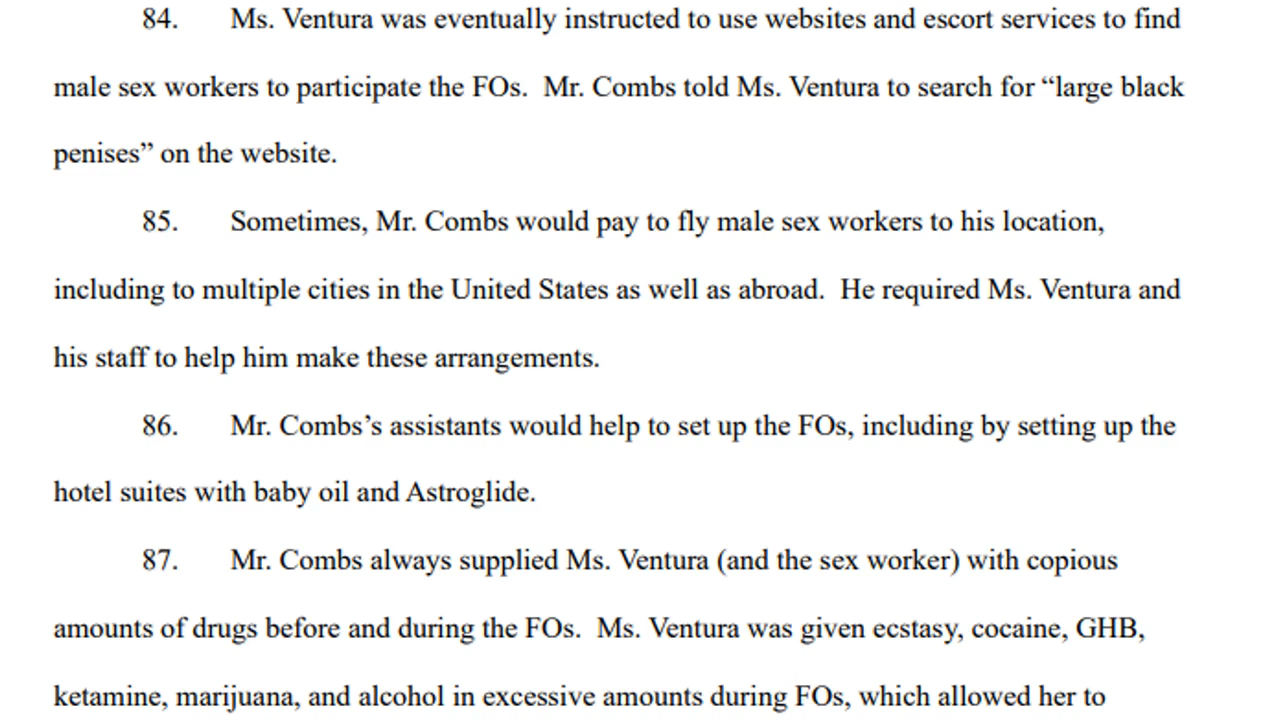 84. Ms. Ventura was eventually instructed to use websites and escort services to find
male sex workers to participate the FOs. Mr. Combs told Ms. Ventura to search for “large black
penises” on the website.
85. Sometimes, Mr. Combs would pay to fly male sex workers to his location,
including to multiple cities in the United States as well as abroad. He required Ms. Ventura and
his staff to help him make these arrangements.
86. Mr. Combs’s assistants would help to set up the FOs, including by setting up the
hotel suites with baby oil and Astroglide.
87. Mr. Combs always supplied Ms. Ventura (and the sex worker) with copious
amounts of drugs before and during the FOs. Ms. Ventura was given ecstasy, cocaine, GHB,
ketamine, marijuana, and alcohol in excessive amounts during FOs, which allowed her to